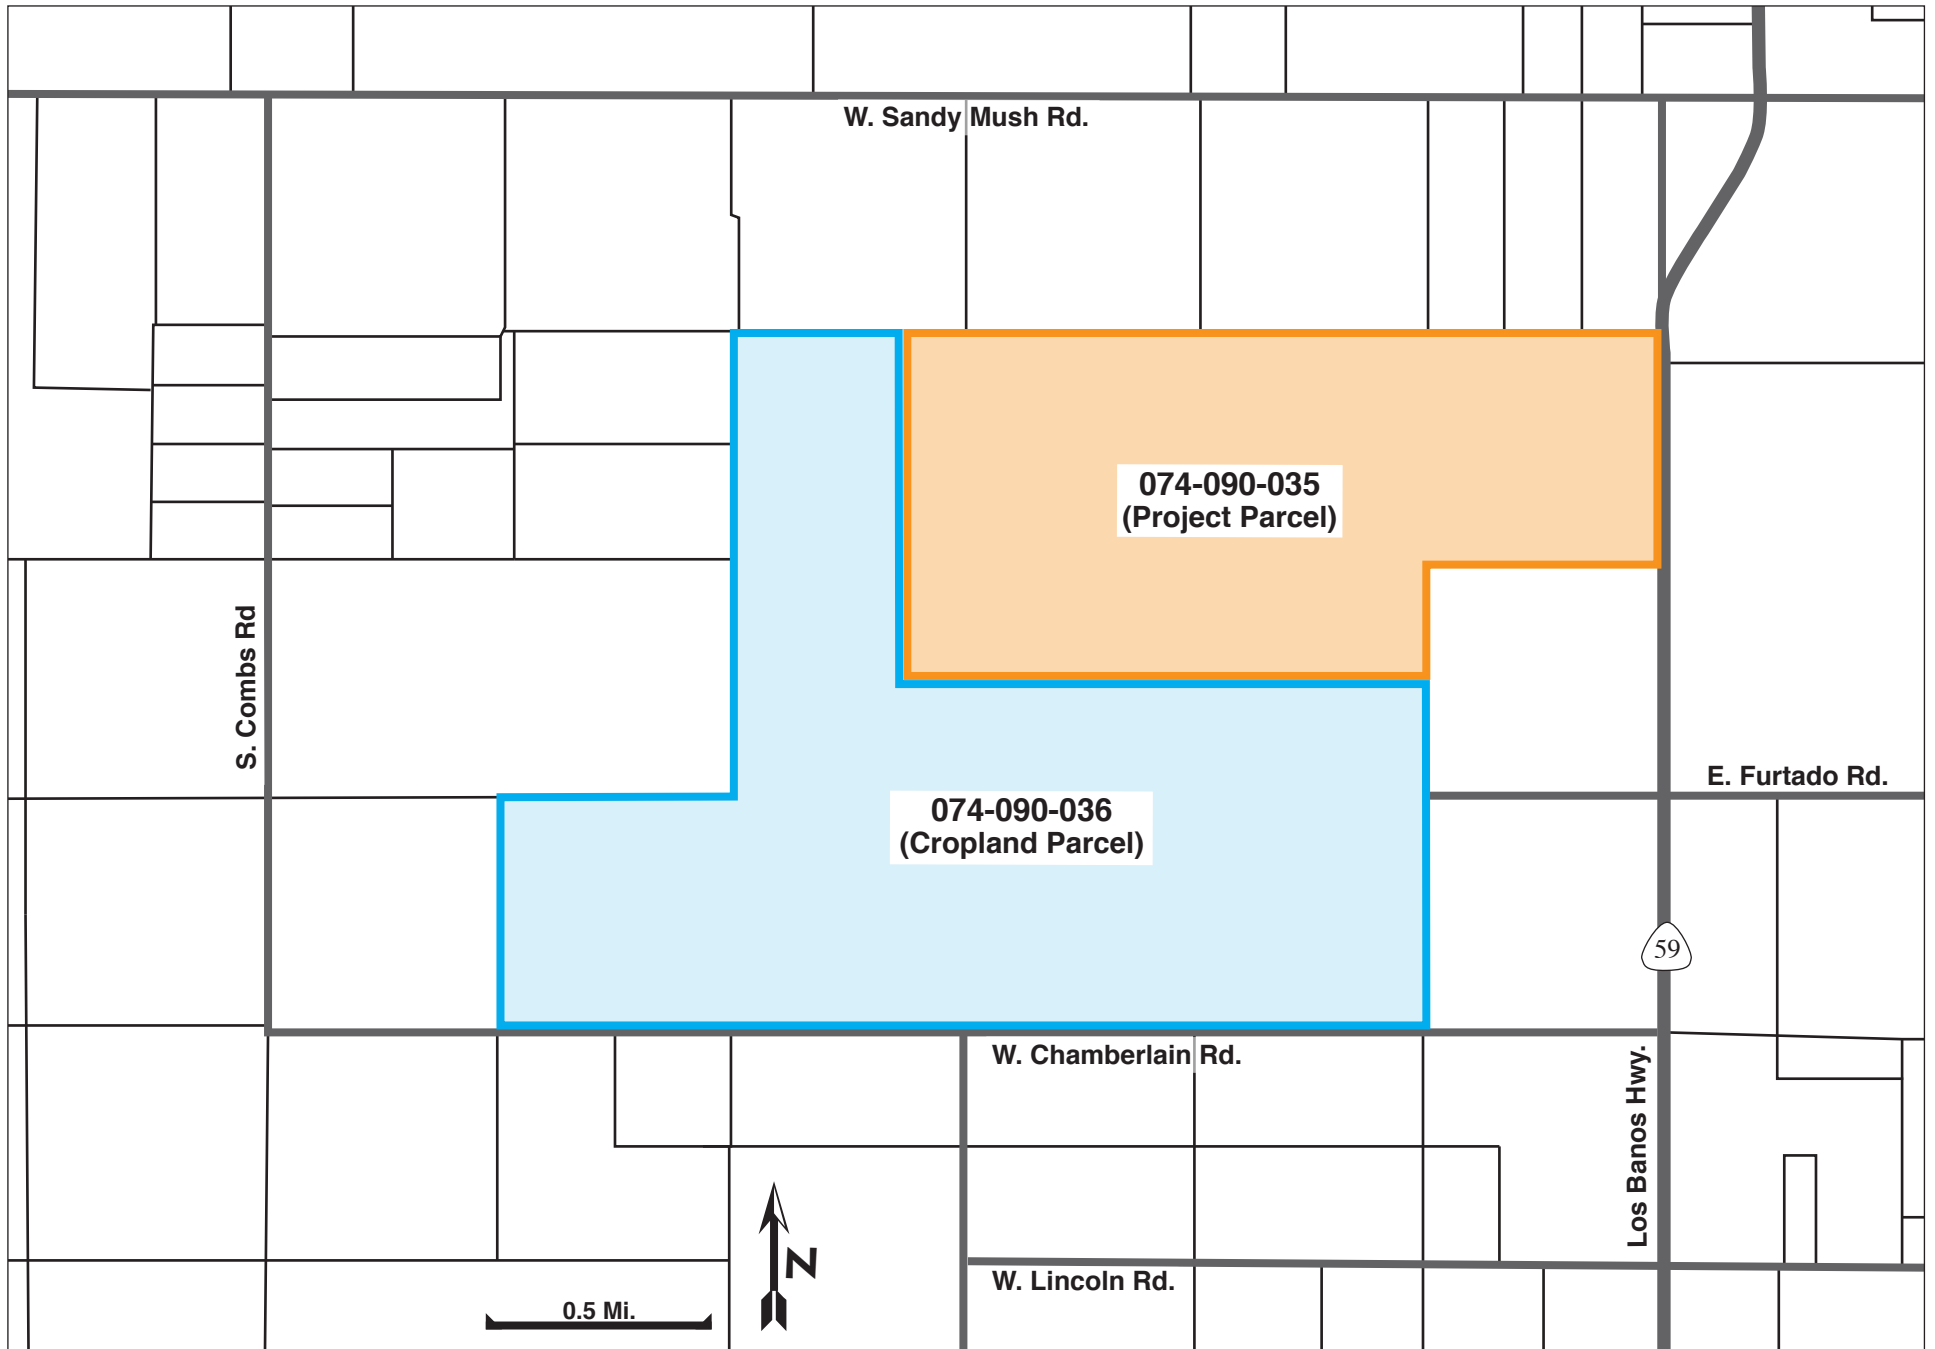 W. Sandy Mush Rd.
074-090-035
(Project Parcel)
S. Combs Rd
E. Furtado Rd.
074-090-036
(Cropland Parcel)
59
W. Chamberlain Rd.
Los Banos Hwy.
N
W. Lincoln Rd.
0.5 Mi.